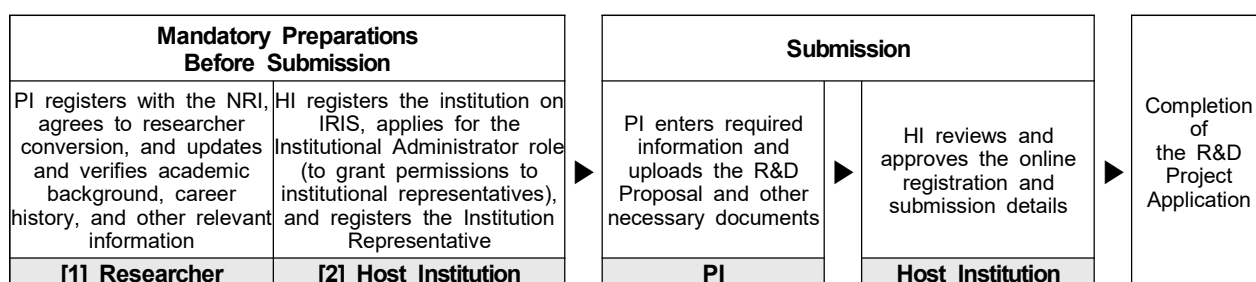 Mandatory Preparations
Before Submission
PI registers with the NRI,
agrees to researcher
conversion, and updates
and verifies academic
background, career
history, and other relevant
information
[1] Researcher
HI registers the institution on
IRIS, applies for the
Institutional Administrator role
(to grant permissions to
institutional representatives),
and registers the Institution
Representative
[2] Host Institution
Submission
PI enters required
information and
uploads the R&D
Proposal and other
necessary documents
PI
HI reviews and
approves the online
registration and
submission details
Host Institution
Completion
of
the R&D
Project
Application